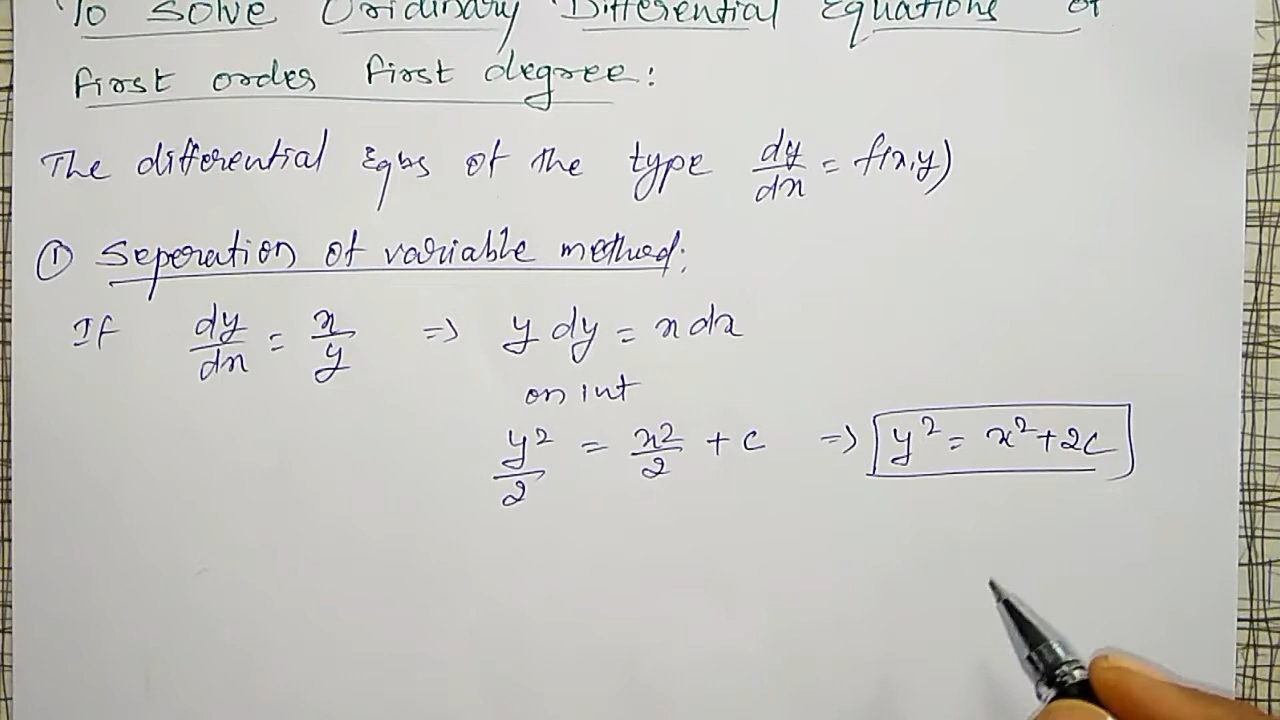 To Solve Oridinary Differential Equations of
First order First degree:
The differential Eqns of the type dy/dx = f(x,y)
① Seperation of variable method:
If dy/dx = x/y => y dy = x dx
on int
y²/2 = x²/2 + c => y² = x² + 2c